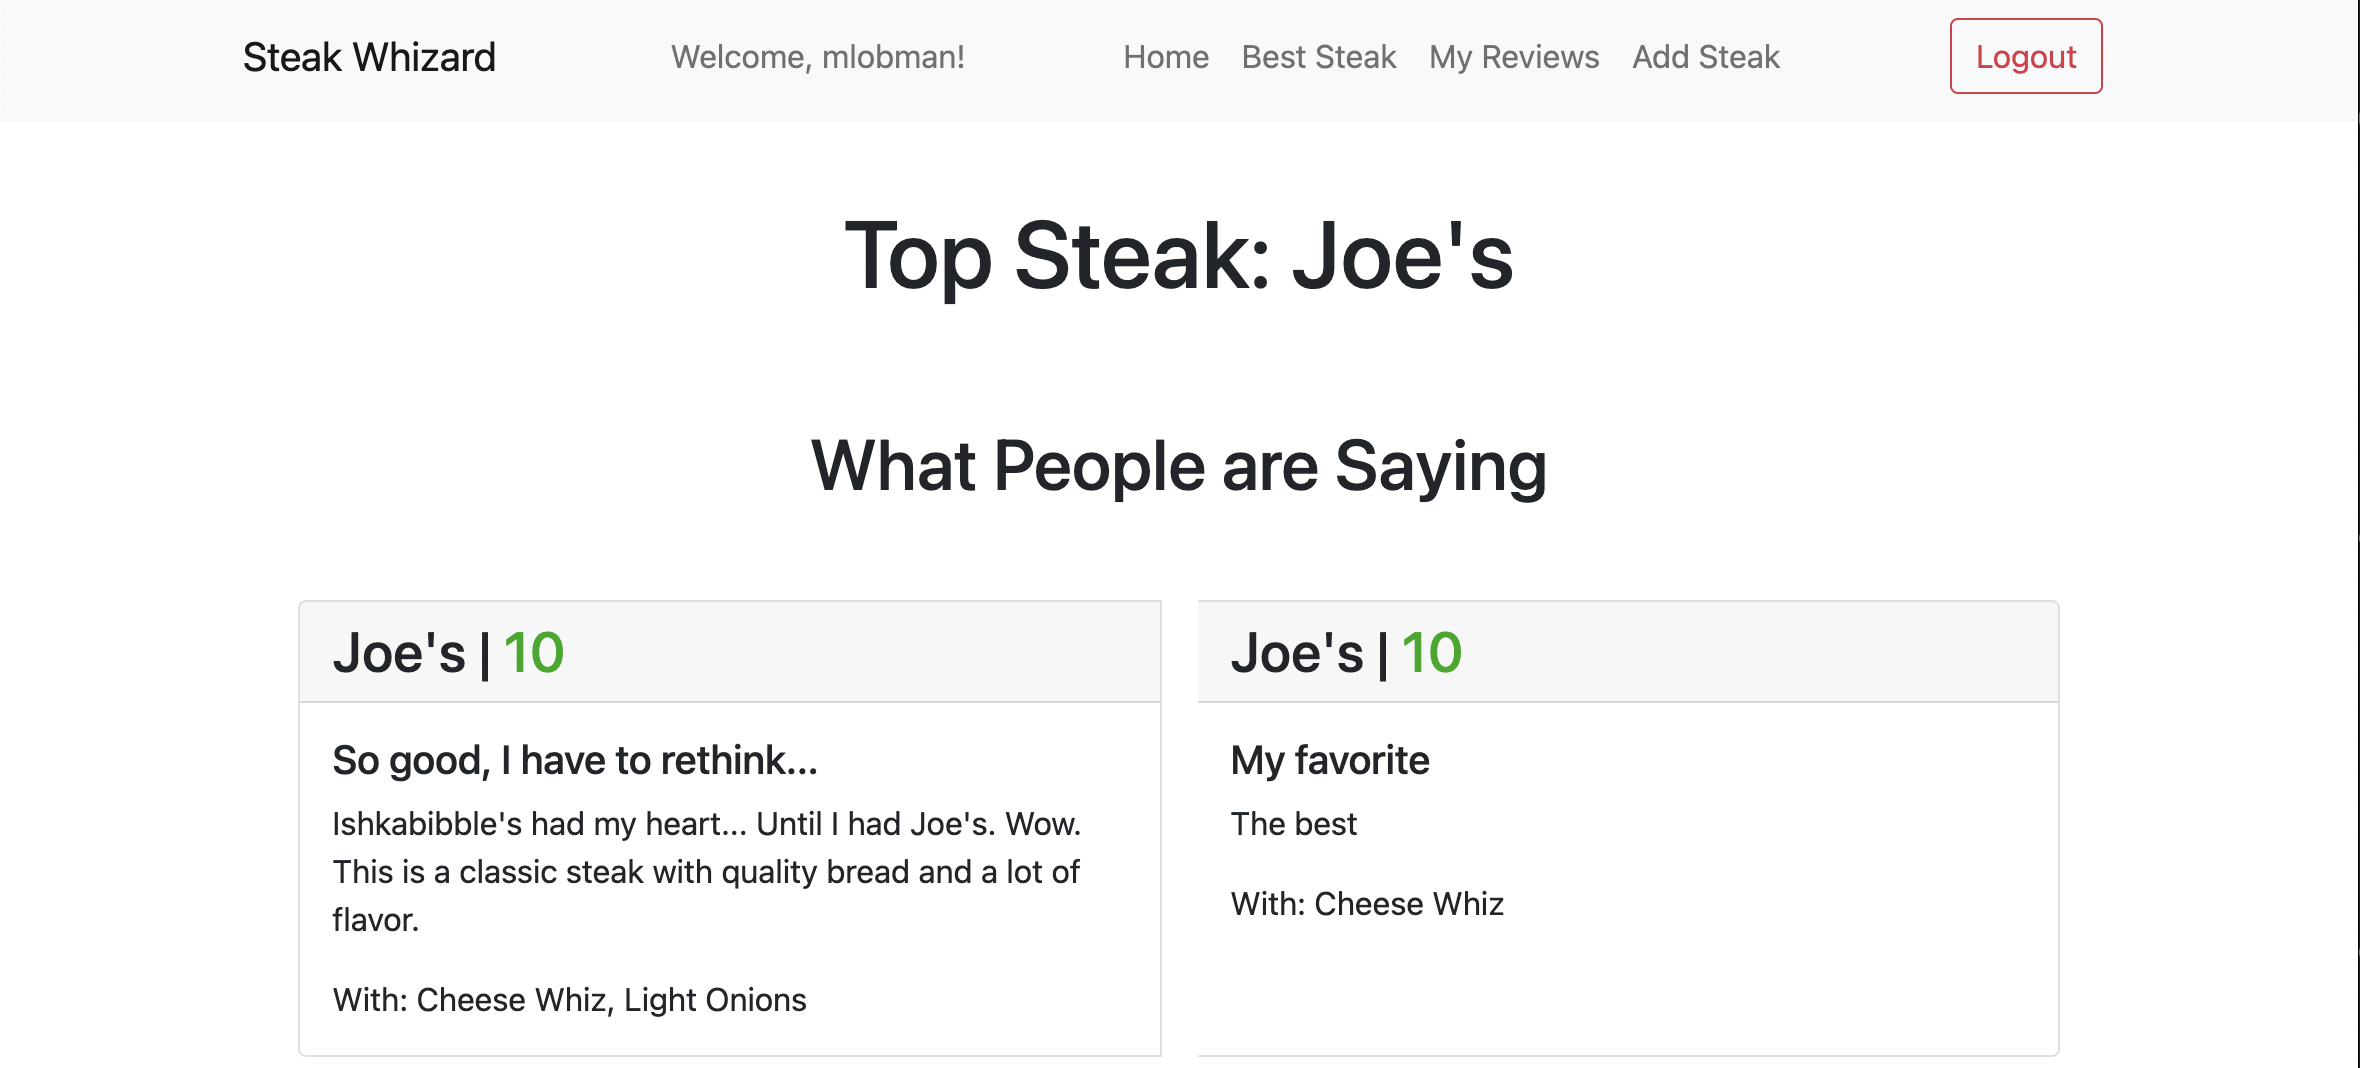 Steak Whizard
Welcome, mlobman!
Home
Best Steak
My Reviews
Add Steak
Logout
Top Steak: Joe's
What People are Saying
Joe's | 10
So good, I have to rethink...
Ishkabibble's had my heart... Until I had Joe's. Wow.
This is a classic steak with quality bread and a lot of
flavor.
With: Cheese Whiz, Light Onions
Joe's | 10
My favorite
The best
With: Cheese Whiz